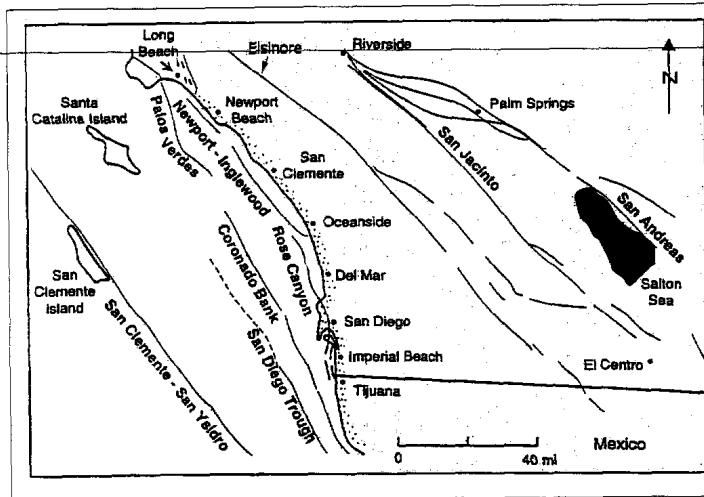 Long
Beach
Elsinore
Riverside
N
Santa
Catalina Island
Palos Verdes
Newport - Inglewood
Newport
Beach
Palm Springs
San Jacinto
San
Clemente
San Andreas
Oceanside
Rose Canyon
Coronado Bank
Del Mar
Salton
Sea
San
Clemente
Island
San Clemente - San Ysidro
San Diego Trough
San Diego
Imperial Beach
El Centro
Tijuana
Mexico
0
40 mi